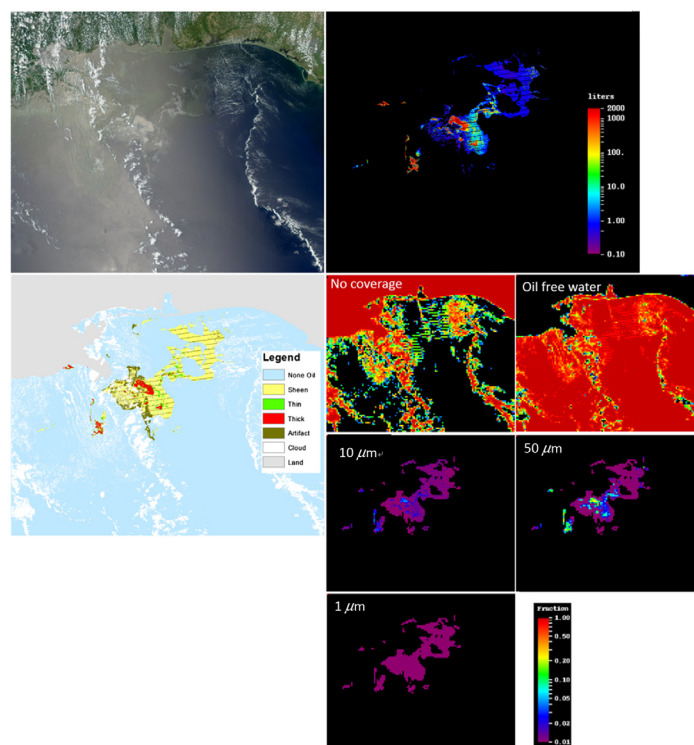 liters
2000
1000
100.
10.0
1.00
0.10
No coverage
Oil free water
Legend
None Oil
Sheen
Thin
Thick
Artifact
Cloud
Land
10 μm↵
50 μm
1 μm
Fraction
1.00
0.50
0.20
0.10
0.05
0.02
0.01